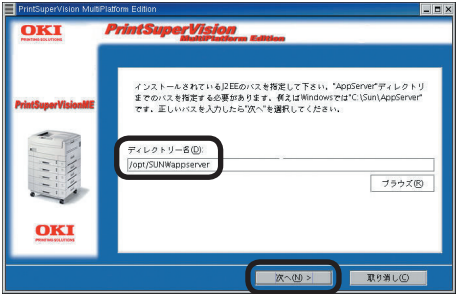 PrintSuperVision MultiPlatform Edition
OKI
PRINTING SOLUTIONS
PrintSuperVision
MultiPlatform Edition
インストールされているJ2EEのパスを指定して下さい。"AppServer"ディレクトリ
までのパスを指定する必要があります。例えばWindowsでは"C:\Sun\AppServer"
です。正しいパスを入力したら"次へ"を選択してください。
PrintSuperVisionME
ディレクトリー名(D):
/opt/SUNWappserver
ブラウズ(R)
OKI
PRINTING SOLUTIONS
次へ(N) >
取り消し(C)